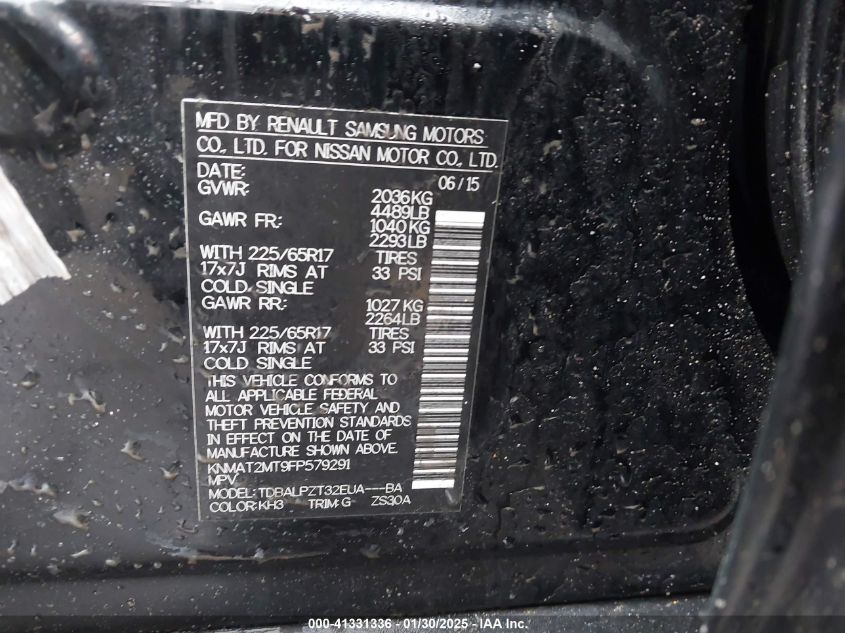 MFD BY RENAULT SAMSUNG MOTORS
CO., LTD. FOR NISSAN MOTOR CO., LTD.
DATE: 06/15
GVWR: 2036KG
4489LB
GAWR FR: 1040KG
2293LB
WITH 225/65R17 TIRES
17x7J RIMS AT 33 PSI
COLD SINGLE
GAWR RR: 1027KG
2264LB
WITH 225/65R17 TIRES
17x7J RIMS AT 33 PSI
COLD SINGLE
THIS VEHICLE CONFORMS TO
ALL APPLICABLE FEDERAL
MOTOR VEHICLE SAFETY AND
THEFT PREVENTION STANDARDS
IN EFFECT ON THE DATE OF
MANUFACTURE SHOWN ABOVE.
KNMAT2MT9FP579291
MPV
MODEL: TDBALPZT32EUA---BA
COLOR: KH3 TRIM: G ZS30A
000-41331336 - 01/30/2025 - IAA Inc.